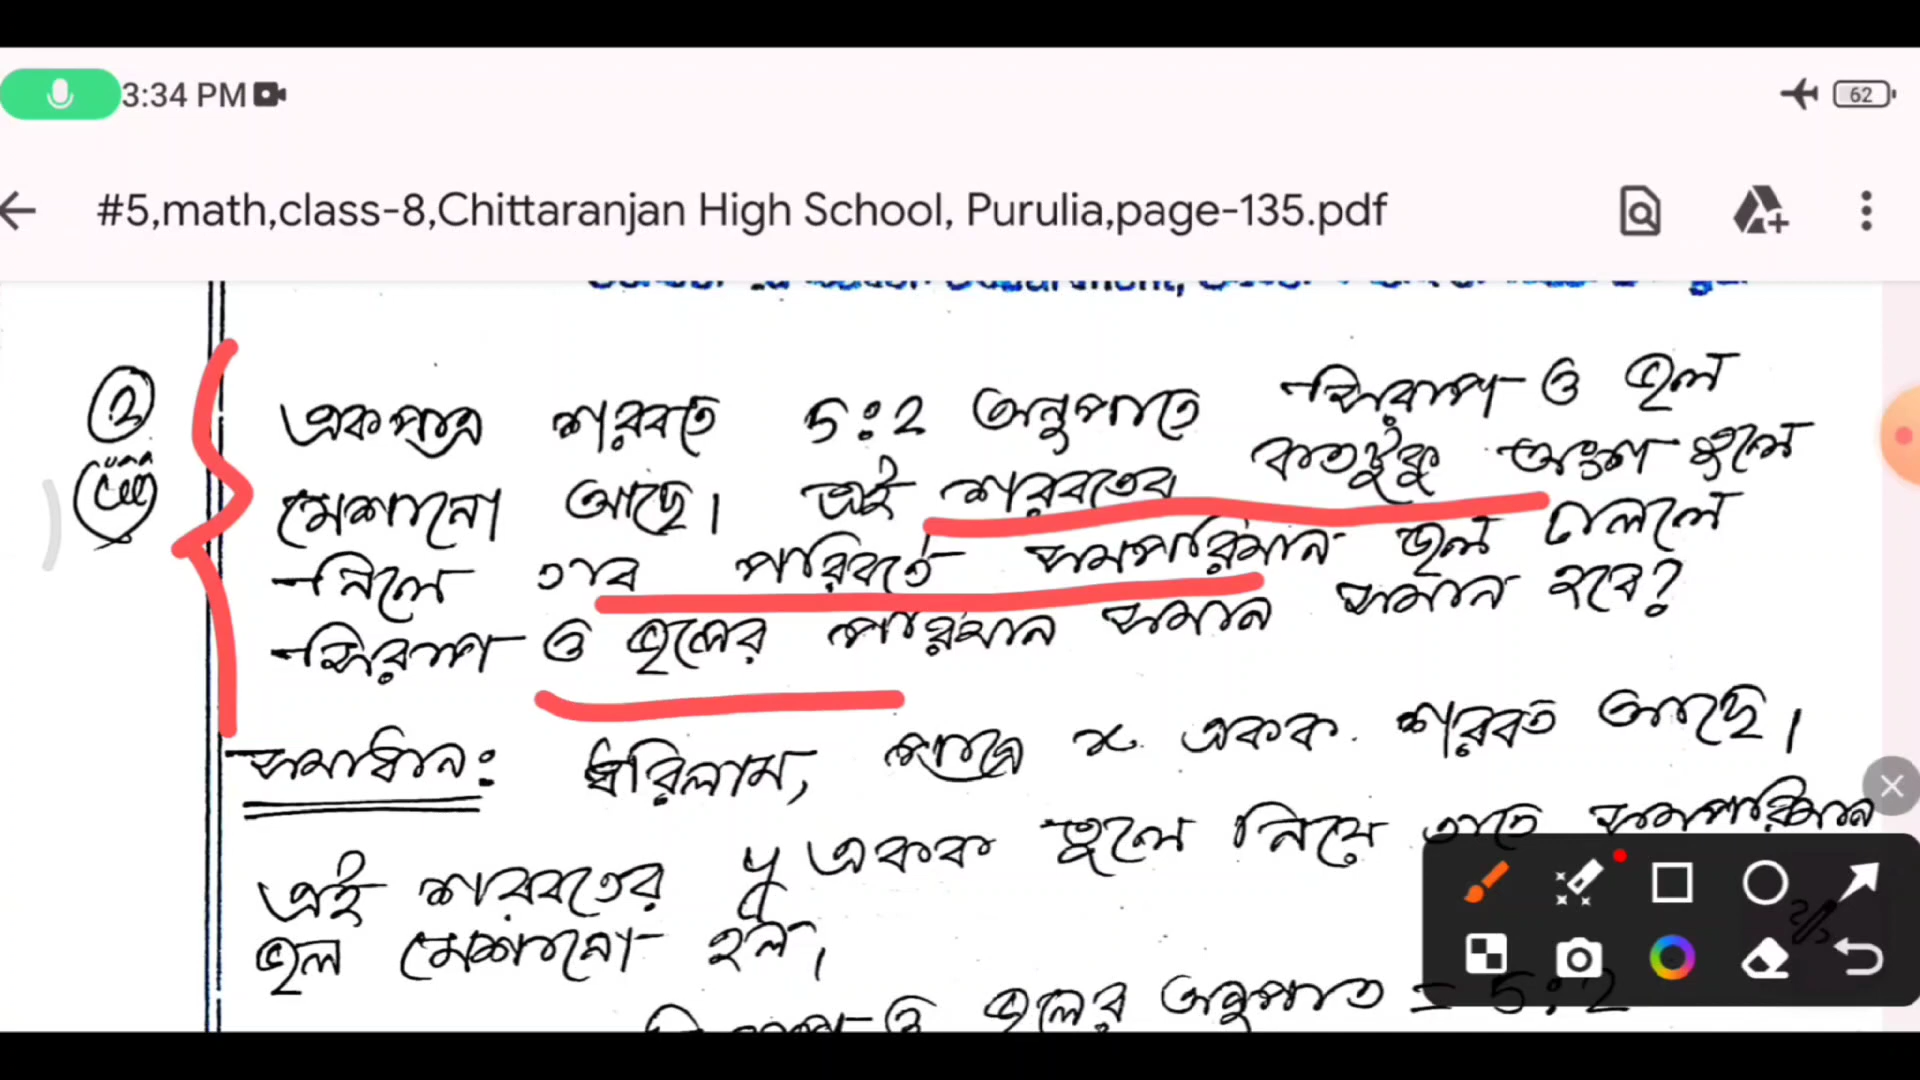 3:34 PM
62
#5,math,class-8,Chittaranjan High School, Purulia,page-135.pdf
② একপাত্র শরবতে 5:2 অনুপাতে সিরাপ ও জল
মেশানো আছে। এই শরবতের কতটুকু অংশ তুলে
নিলে তার পরিবর্তে সমপরিমান জল ঢাললে
সিরাপ ও জলের পরিমান সমান সমান হবে?
সমাধান: ধরিলাম, পাত্রে x একক শরবত আছে।
এই শরবতের y একক তুলে নিয়ে তাতে সমপরিমান
জল মেশানো হল।
ও জলের অনুপাত = 5:2